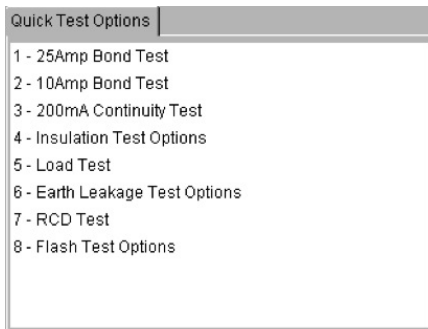 Quick Test Options
1 - 25Amp Bond Test
2 - 10Amp Bond Test
3 - 200mA Continuity Test
4 - Insulation Test Options
5 - Load Test
6 - Earth Leakage Test Options
7 - RCD Test
8 - Flash Test Options